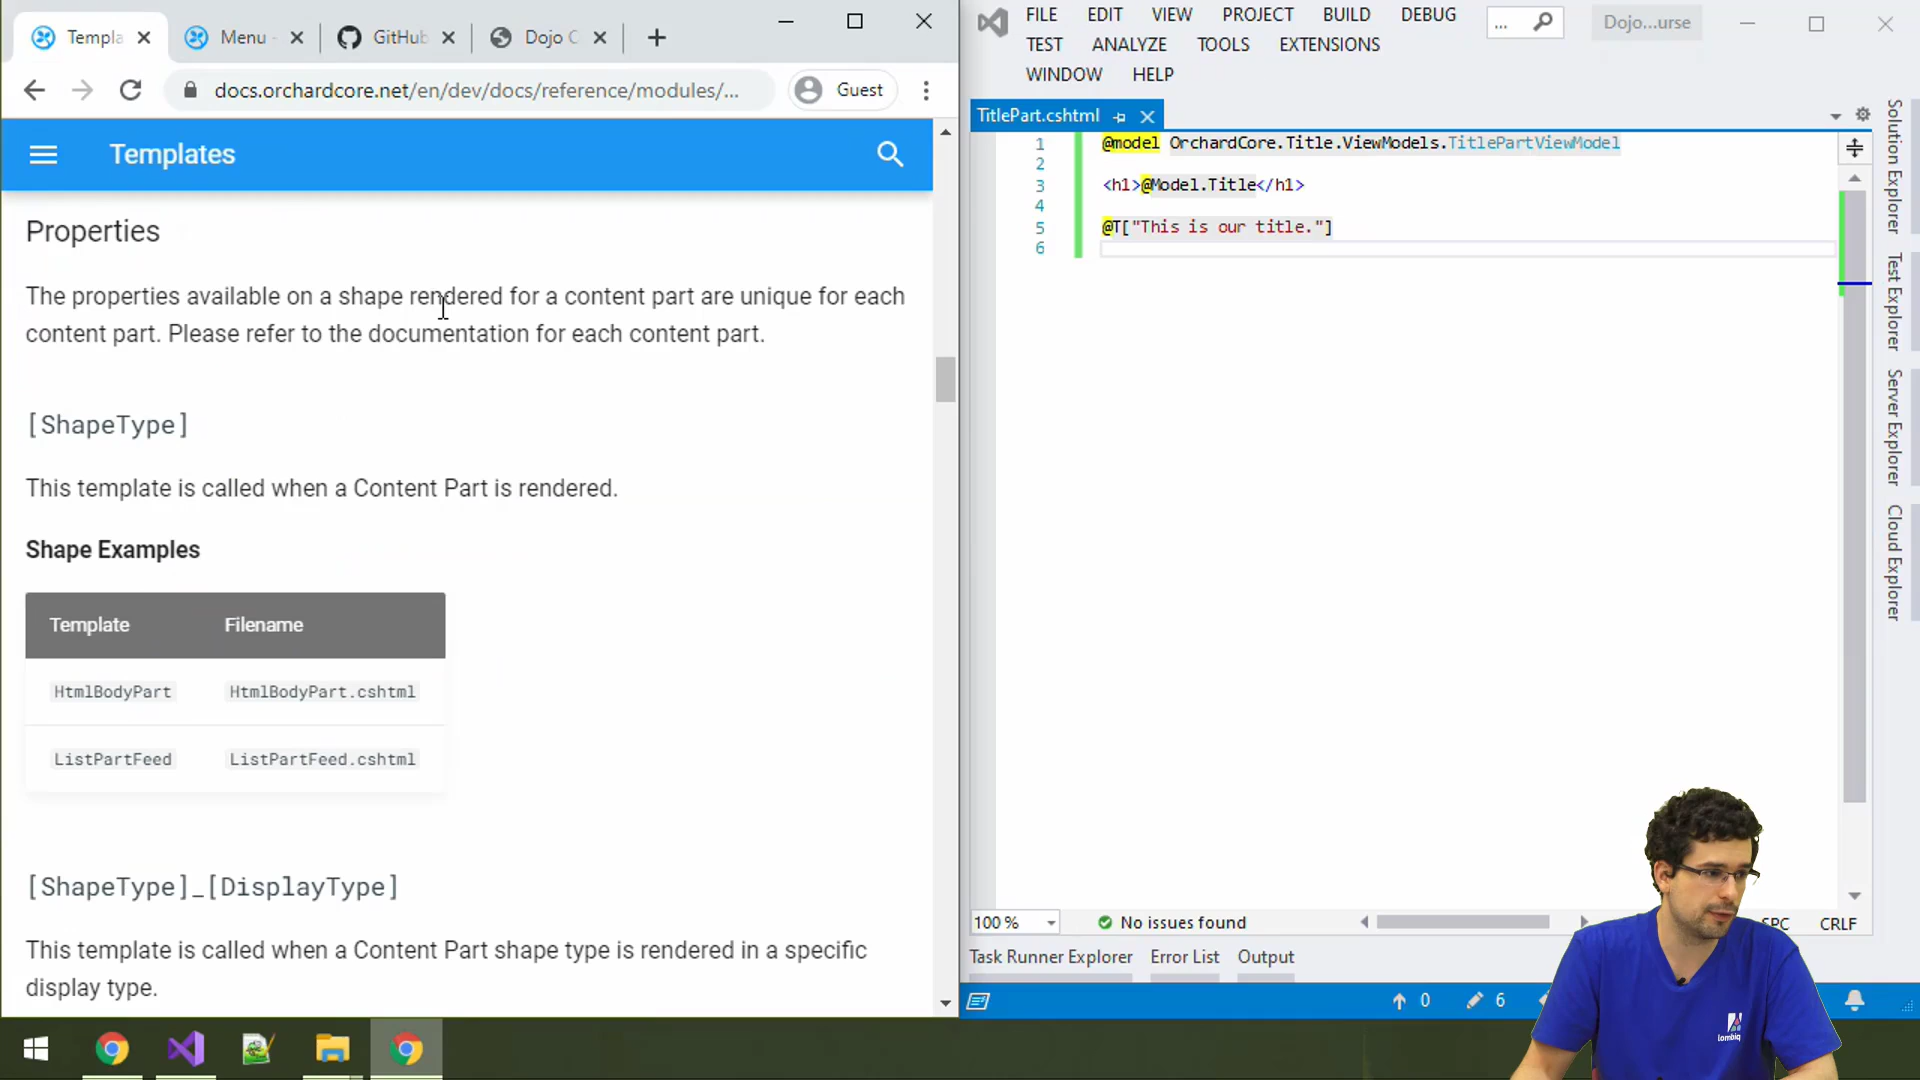 Templa
Menu
GitHub
Dojo C
docs.orchardcore.net/en/dev/docs/reference/modules/...
Guest
Templates
Properties
The properties available on a shape rendered for a content part are unique for each
content part. Please refer to the documentation for each content part.
[ShapeType]
This template is called when a Content Part is rendered.
Shape Examples
Template Filename
HtmlBodyPart HtmlBodyPart.cshtml
ListPartFeed ListPartFeed.cshtml
[ShapeType]_[DisplayType]
This template is called when a Content Part shape type is rendered in a specific
display type.
FILE EDIT VIEW PROJECT BUILD DEBUG
TEST ANALYZE TOOLS EXTENSIONS
WINDOW HELP
...
Dojo...urse
TitlePart.cshtml
1 @model OrchardCore.Title.ViewModels.TitlePartViewModel
2
3 <h1>@Model.Title</h1>
4
5 @T["This is our title."]
6
Solution Explorer
Test Explorer
Server Explorer
Cloud Explorer
100 %
No issues found
SPC
CRLF
Task Runner Explorer Error List Output
0
6
lombiq